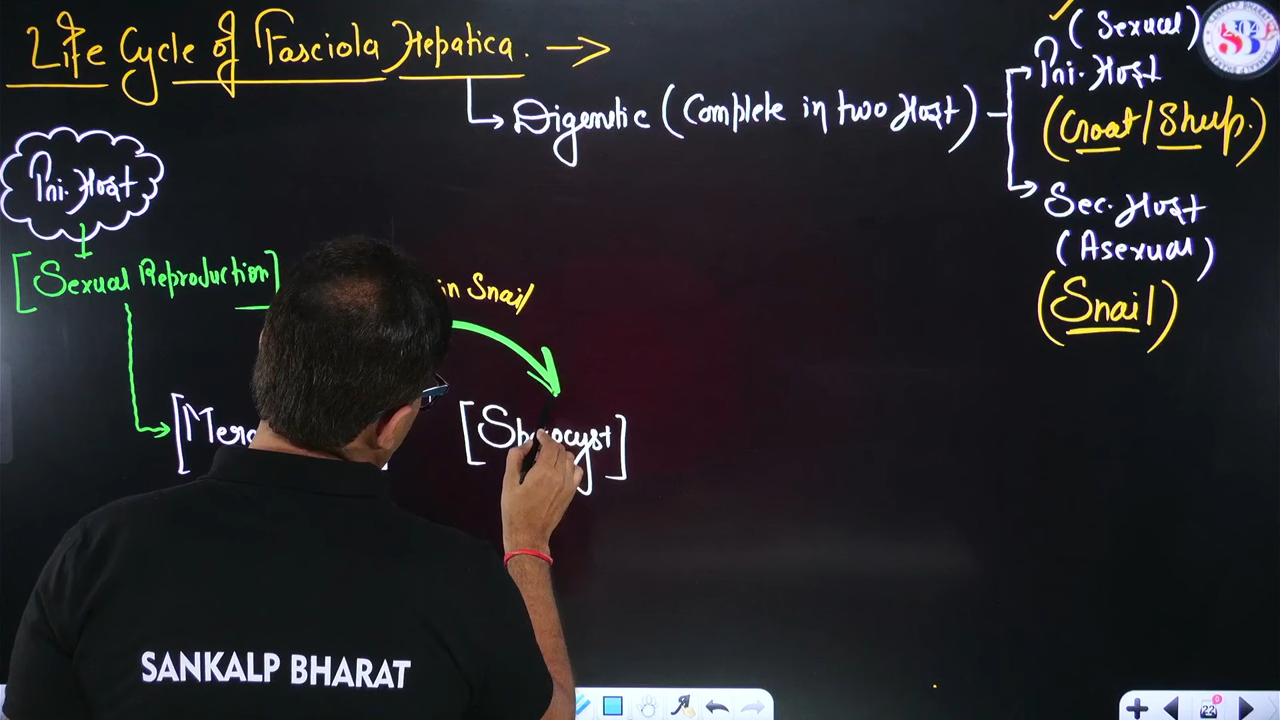 Life Cycle of Fasciola Hepatica. →
(Sexual)
Pri. Host
(Goat/Sheep.)
Digenetic (Complete in two Host)
Sec. Host
(Asexual)
(Snail)
Pri. Host
[Sexual Reproduction]
in Snail
[Sporocyst]
SANKALP BHARAT